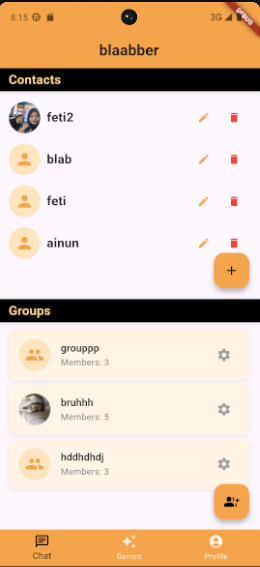 8:15
3G
DEBUG
blaabber
Contacts
feti2
blab
feti
ainun
Groups
grouppp
Members: 3
bruhhh
Members: 5
hddhdhdj
Members: 3
Chat
Gemini
Profile